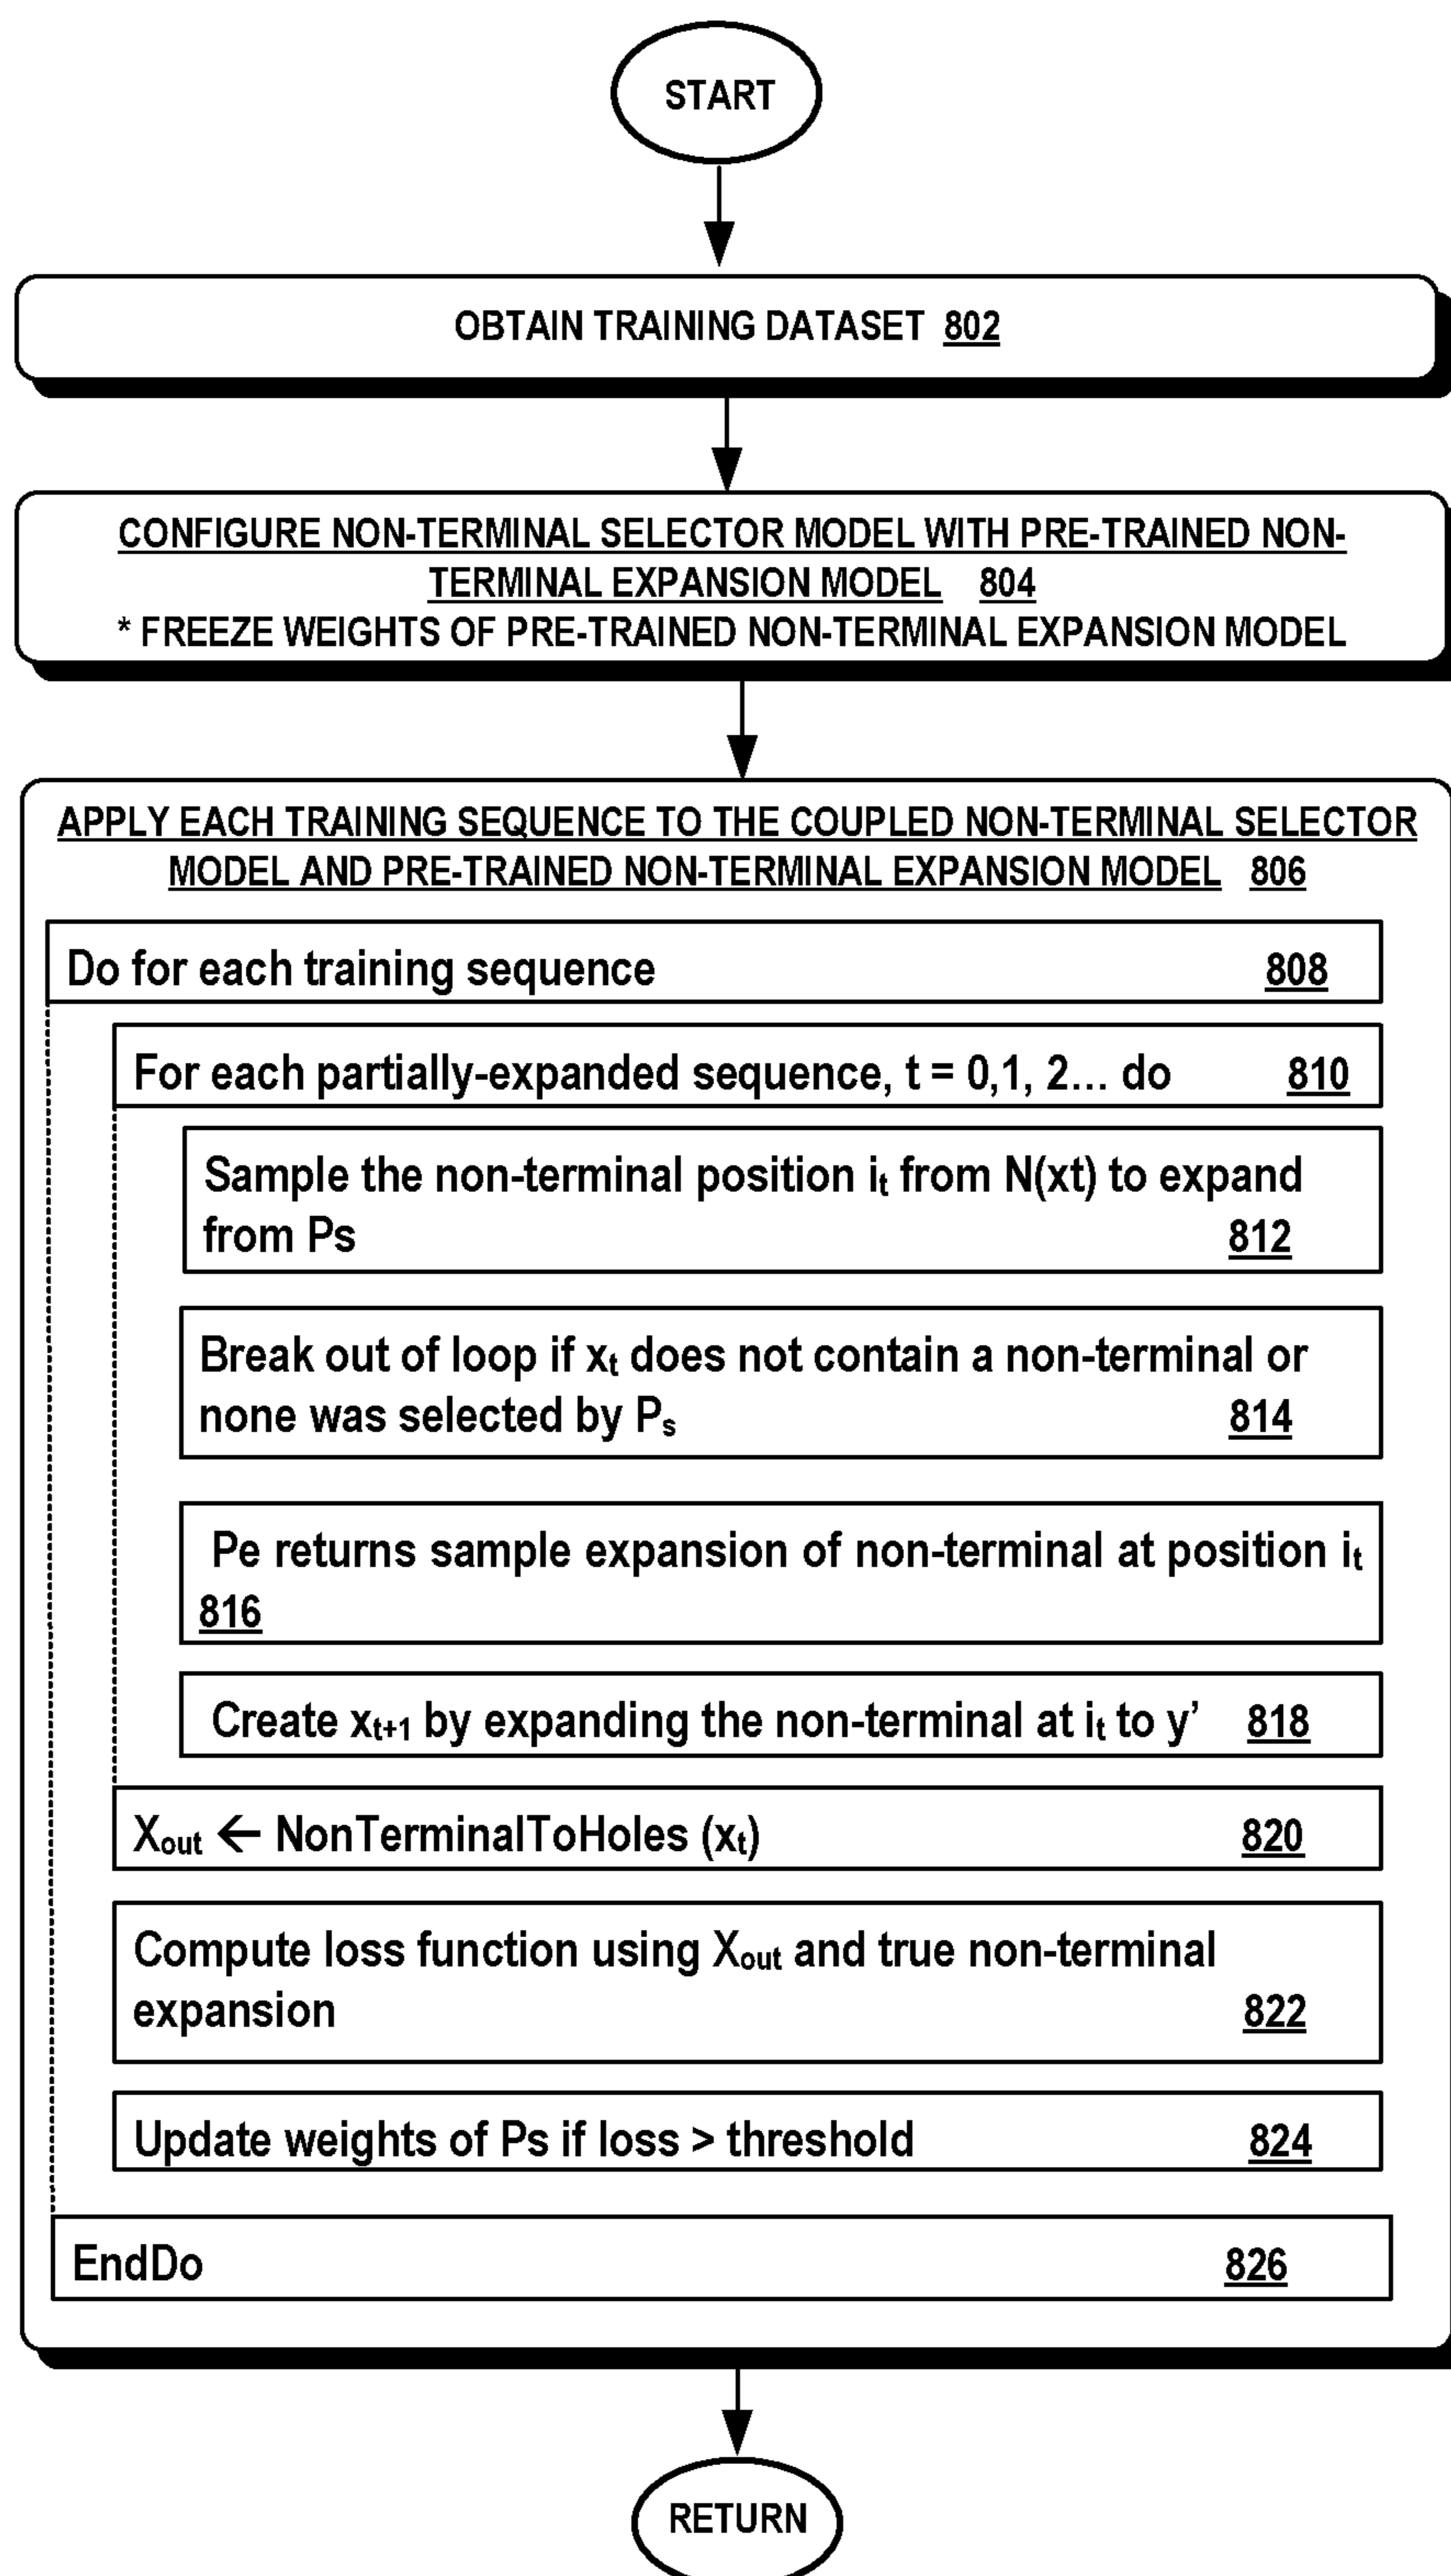 START
OBTAIN TRAINING DATASET 802
CONFIGURE NON-TERMINAL SELECTOR MODEL WITH PRE-TRAINED NON-
TERMINAL EXPANSION MODEL 804
* FREEZE WEIGHTS OF PRE-TRAINED NON-TERMINAL EXPANSION MODEL
APPLY EACH TRAINING SEQUENCE TO THE COUPLED NON-TERMINAL SELECTOR
MODEL AND PRE-TRAINED NON-TERMINAL EXPANSION MODEL 806
Do for each training sequence 808
For each partially-expanded sequence, t = 0,1, 2... do 810
Sample the non-terminal position iₜ from N(xt) to expand
from Ps 812
Break out of loop if xₜ does not contain a non-terminal or
none was selected by Pₛ 814
Pe returns sample expansion of non-terminal at position iₜ
816
Create xₜ₊₁ by expanding the non-terminal at iₜ to y’ 818
Xout ← NonTerminalToHoles (xₜ) 820
Compute loss function using Xout and true non-terminal
expansion 822
Update weights of Ps if loss > threshold 824
EndDo 826
RETURN